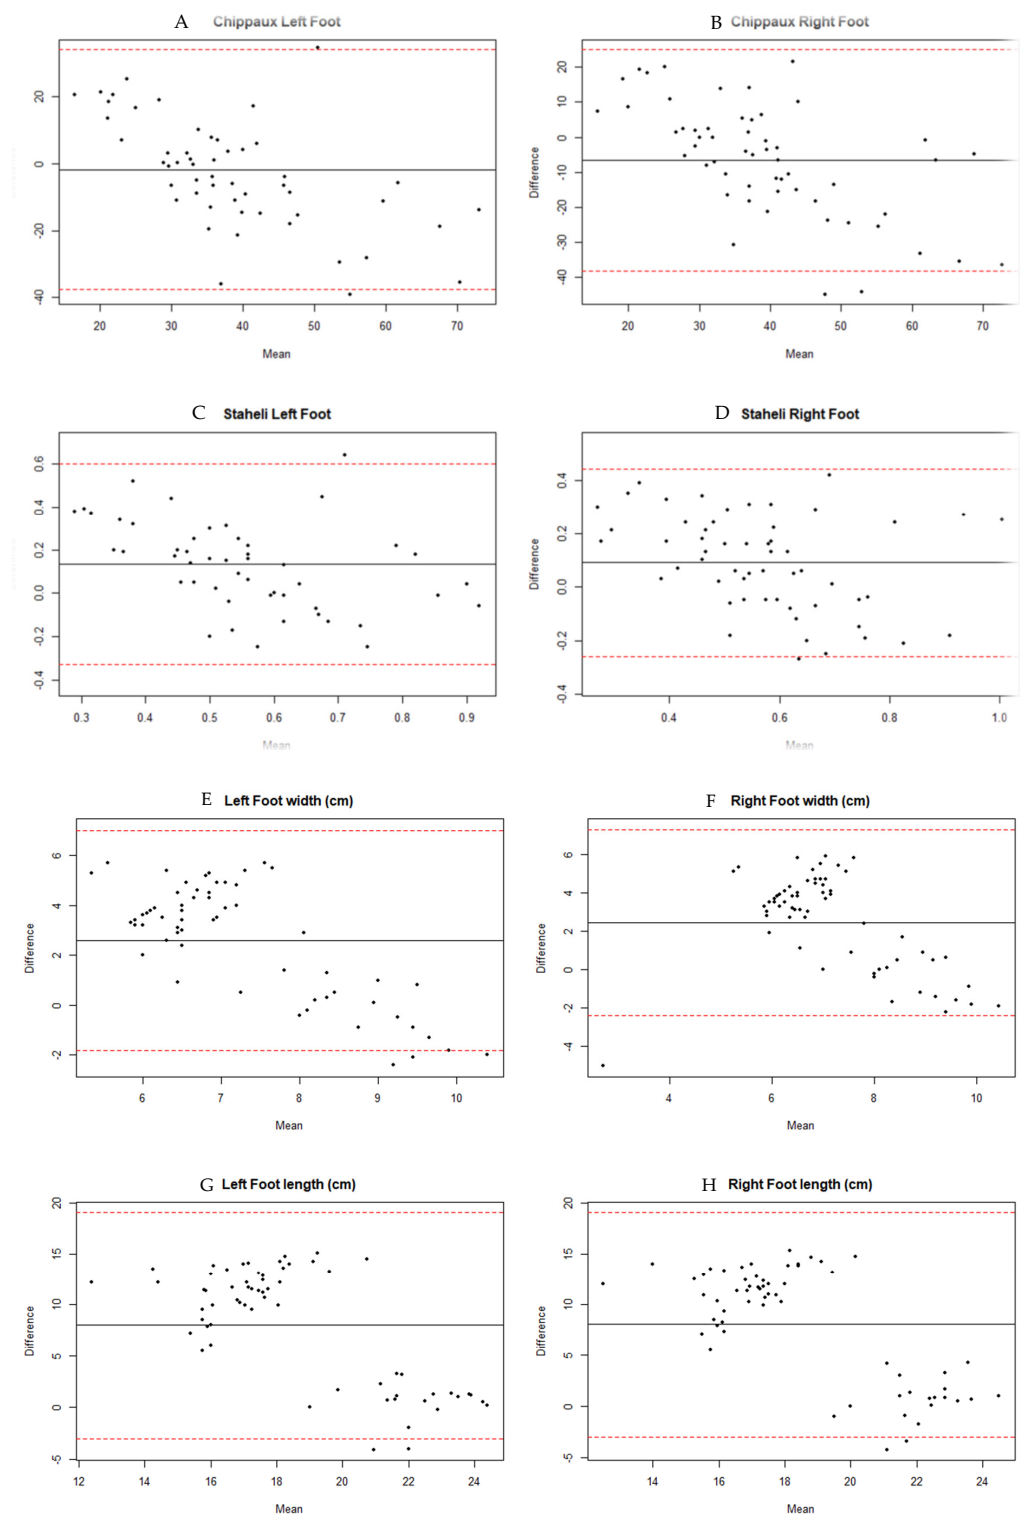 A Chippaux Left Foot
20
0
-20
-40
20 30 40 50 60 70
Mean
B Chippaux Right Foot
Difference
20
10
0
-10
-20
-30
-40
20 30 40 50 60 70
Mean
C Staheli Left Foot
0.6
0.4
0.2
0.0
-0.2
-0.4
0.3 0.4 0.5 0.6 0.7 0.8 0.9
Mean
D Staheli Right Foot
Difference
0.4
0.2
0.0
-0.2
-0.4
0.4 0.6 0.8 1.0
Mean
E Left Foot width (cm)
Difference
6
4
2
0
-2
6 7 8 9 10
Mean
F Right Foot width (cm)
Difference
6
4
2
0
-2
-4
4 6 8 10
Mean
G Left Foot length (cm)
Difference
20
15
10
5
0
-5
12 14 16 18 20 22 24
Mean
H Right Foot length (cm)
Difference
20
15
10
5
0
-5
14 16 18 20 22 24
Mean